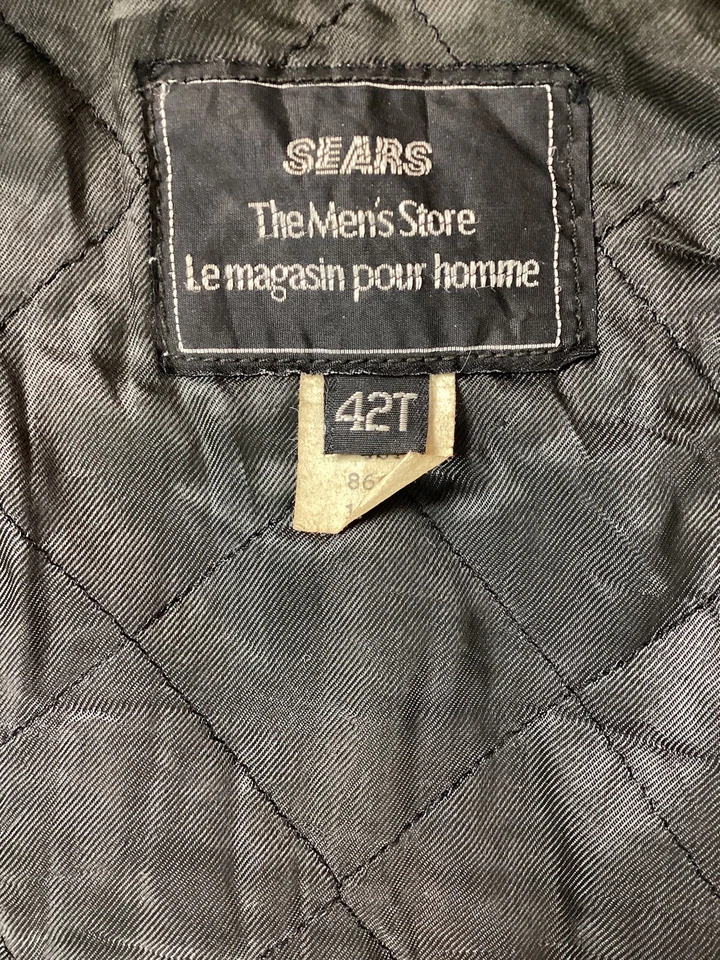 SEARS
The Men's Store
Le magasin pour homme
42T